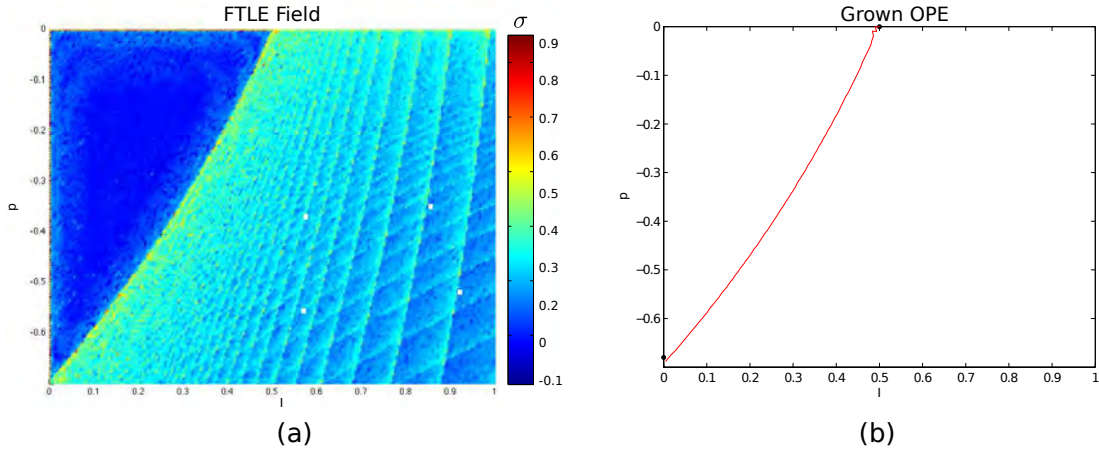 FTLE Field
σ
0
-0.1
-0.2
-0.3
-0.4
-0.5
-0.6
p
0 0.1 0.2 0.3 0.4 0.5 0.6 0.7 0.8 0.9 1
I
0.9
0.8
0.7
0.6
0.5
0.4
0.3
0.2
0.1
0
-0.1
(a)
Grown OPE
0
−0.1
−0.2
−0.3
−0.4
−0.5
−0.6
p
0 0.1 0.2 0.3 0.4 0.5 0.6 0.7 0.8 0.9 1
I
(b)